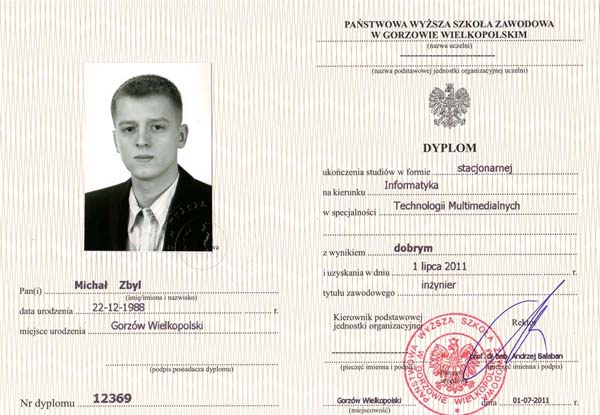 Pan(i) Michał Zbyl
(imię/imiona i nazwisko)
data urodzenia 22-12-1988 r.
miejsce urodzenia Gorzów Wielkopolski
(podpis posiadacza dyplomu)
Nr dyplomu 12369
PAŃSTWOWA WYŻSZA SZKOŁA ZAWODOWA
W GORZOWIE WIELKOPOLSKIM
(nazwa uczelni)
(nazwa podstawowej jednostki organizacyjnej uczelni)
DYPLOM
ukończenia studiów w formie stacjonarnej
na kierunku Informatyka
w specjalności Technologii Multimedialnych
z wynikiem dobrym
i uzyskania w dniu 1 lipca 2011 r.
tytułu zawodowego inżynier
Kierownik podstawowej
jednostki organizacyjnej
Rektor
prof. dr hab. Andrzej Bałaban
(pieczęć imienna i podpis)
(pieczęć imienna i podpis)
PAŃSTWOWA WYŻSZA SZKOŁA ZAWODOWA W GORZOWIE WIELKOPOLSKIM
Gorzów Wielkopolski
(miejscowość)
dnia 01-07-2011 r.